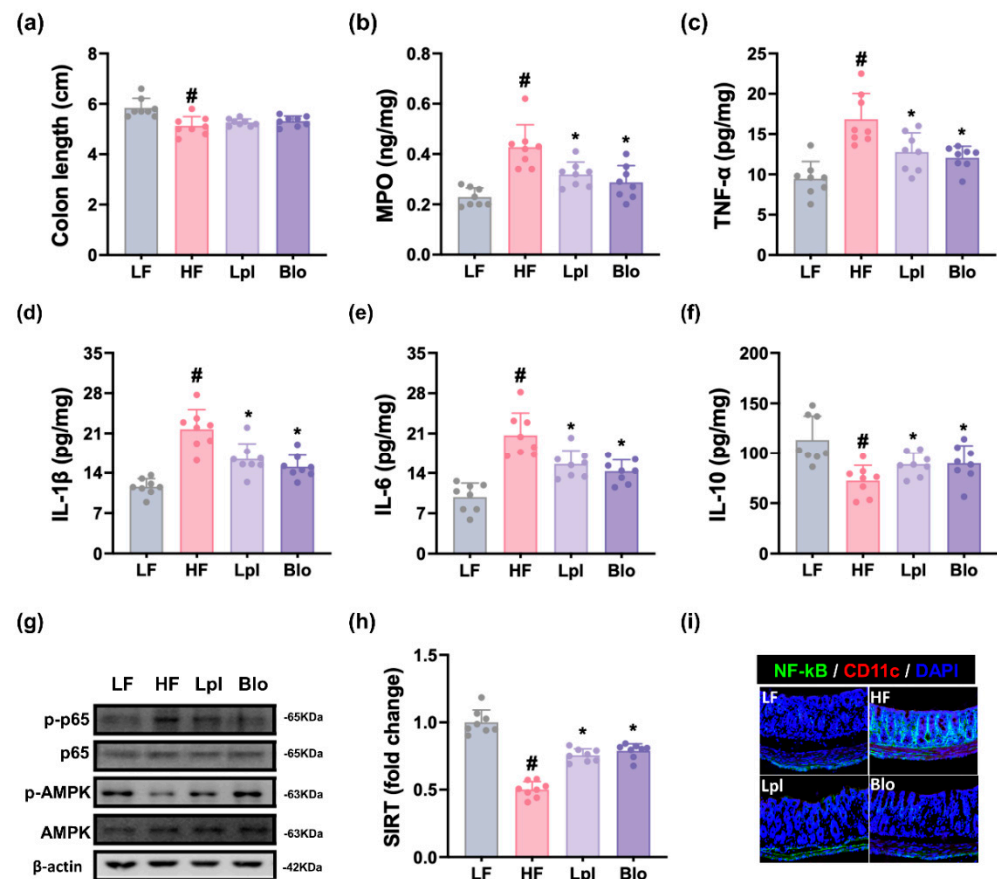 (a)
Colon length (cm)
8
6
4
2
0
#
LF HF Lpl Blo
(b)
MPO (ng/mg)
0.8
0.6
0.4
0.2
0.0
#
*
*
LF HF Lpl Blo
(c)
TNF-α (pg/mg)
25
20
15
10
5
0
#
*
*
LF HF Lpl Blo
(d)
IL-1β (pg/mg)
35
28
21
14
7
0
#
*
*
LF HF Lpl Blo
(e)
IL-6 (pg/mg)
35
28
21
14
7
0
#
*
*
LF HF Lpl Blo
(f)
IL-10 (pg/mg)
200
150
100
50
0
#
*
*
LF HF Lpl Blo
(g)
LF HF Lpl Blo
p-p65 -65KDa
p65 -65KDa
p-AMPK -63KDa
AMPK -63KDa
β-actin -42KDa
(h)
SIRT (fold change)
1.5
1.0
0.5
0.0
#
*
*
LF HF Lpl Blo
(i)
NF-kB / CD11c / DAPI
LF HF
Lpl Blo